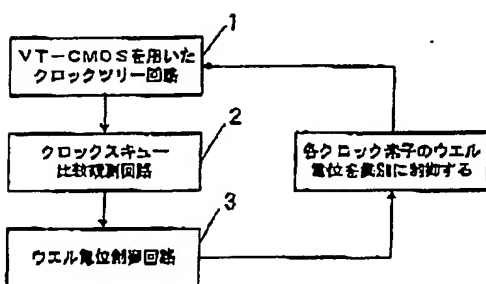 1
VT-CMOSを用いた
クロックツリー回路
2
クロックスキュー
比較観測回路
各クロック素子のウエル
電位を個別に制御する
3
ウエル電位制御回路